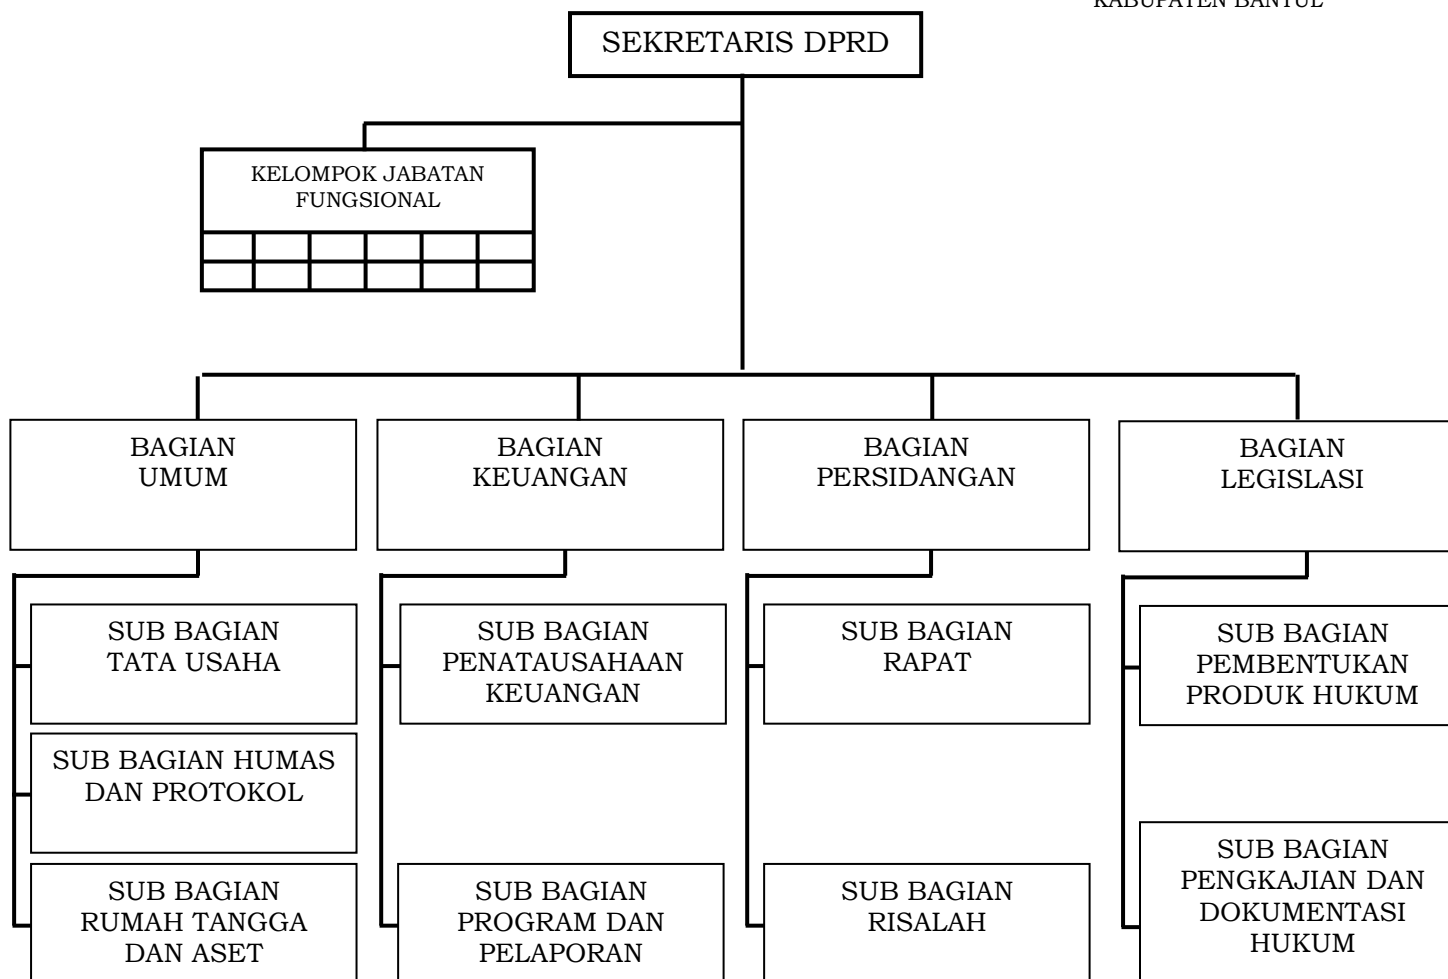 KABUPATEN BANTUL
SEKRETARIS DPRD
KELOMPOK JABATAN
FUNGSIONAL
BAGIAN
UMUM
BAGIAN
KEUANGAN
BAGIAN
PERSIDANGAN
BAGIAN
LEGISLASI
SUB BAGIAN
TATA USAHA
SUB BAGIAN
PENATAUSAHAAN
KEUANGAN
SUB BAGIAN
RAPAT
SUB BAGIAN
PEMBENTUKAN
PRODUK HUKUM
SUB BAGIAN HUMAS
DAN PROTOKOL
SUB BAGIAN
RUMAH TANGGA
DAN ASET
SUB BAGIAN
PROGRAM DAN
PELAPORAN
SUB BAGIAN
RISALAH
SUB BAGIAN
PENGKAJIAN DAN
DOKUMENTASI
HUKUM